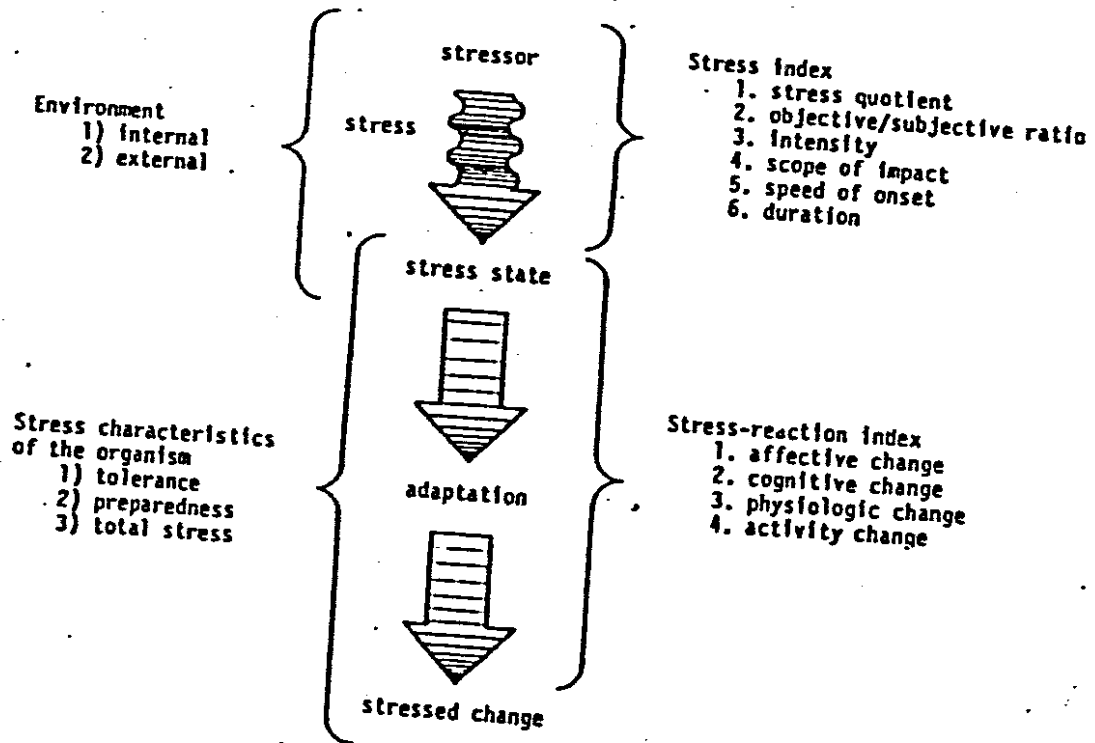 stressor
Environment
1) internal
2) external
stress
Stress index
1. stress quotient
2. objective/subjective ratio
3. intensity
4. scope of impact
5. speed of onset
6. duration
stress state
Stress characteristics
of the organism
1) tolerance
2) preparedness
3) total stress
adaptation
Stress-reaction index
1. affective change
2. cognitive change
3. physiologic change
4. activity change
stressed change